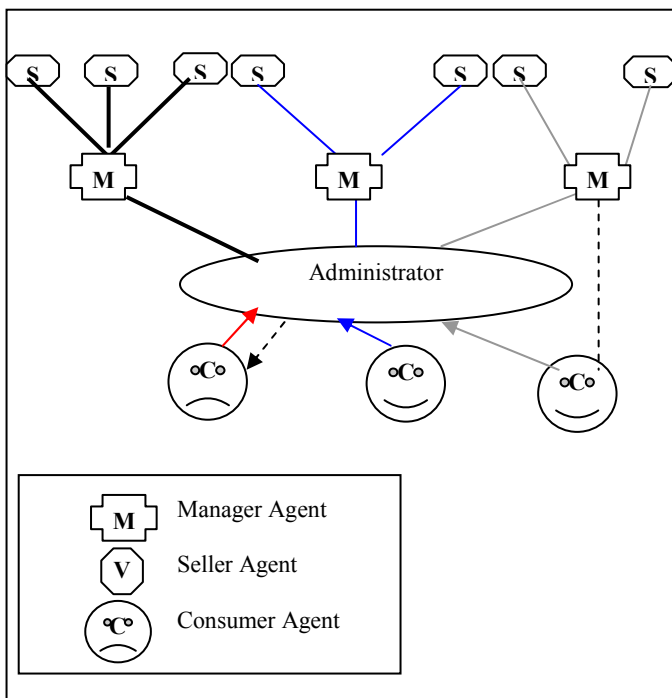 S S S S S S S
M M M
Administrator
C C C
M Manager Agent
V Seller Agent
C Consumer Agent